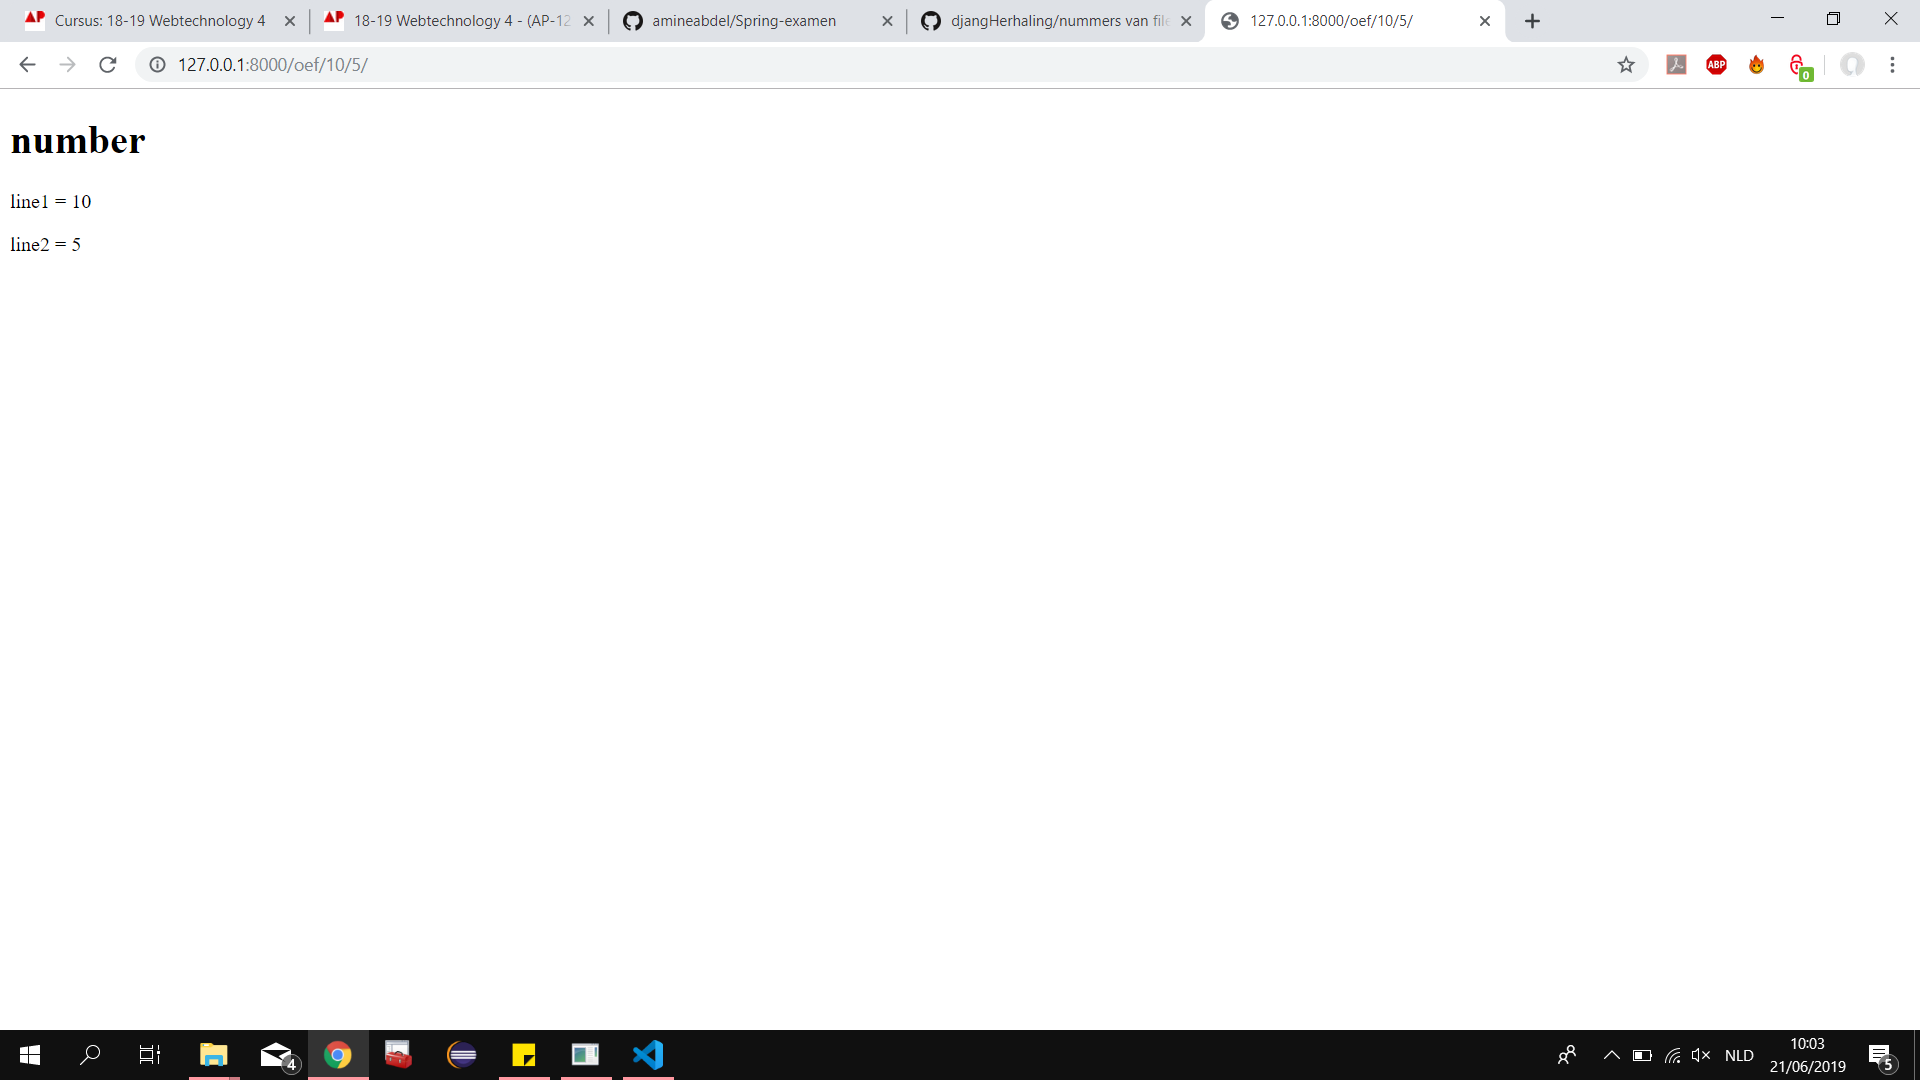 Cursus: 18-19 Webtechnology 4
18-19 Webtechnology 4 - (AP-12
amineabdel/Spring-examen
djangHerhaling/nummers van file
127.0.0.1:8000/oef/10/5/
127.0.0.1:8000/oef/10/5/
ABP
0
number
line1 = 10
line2 = 5
4
NLD
10:03
21/06/2019
5